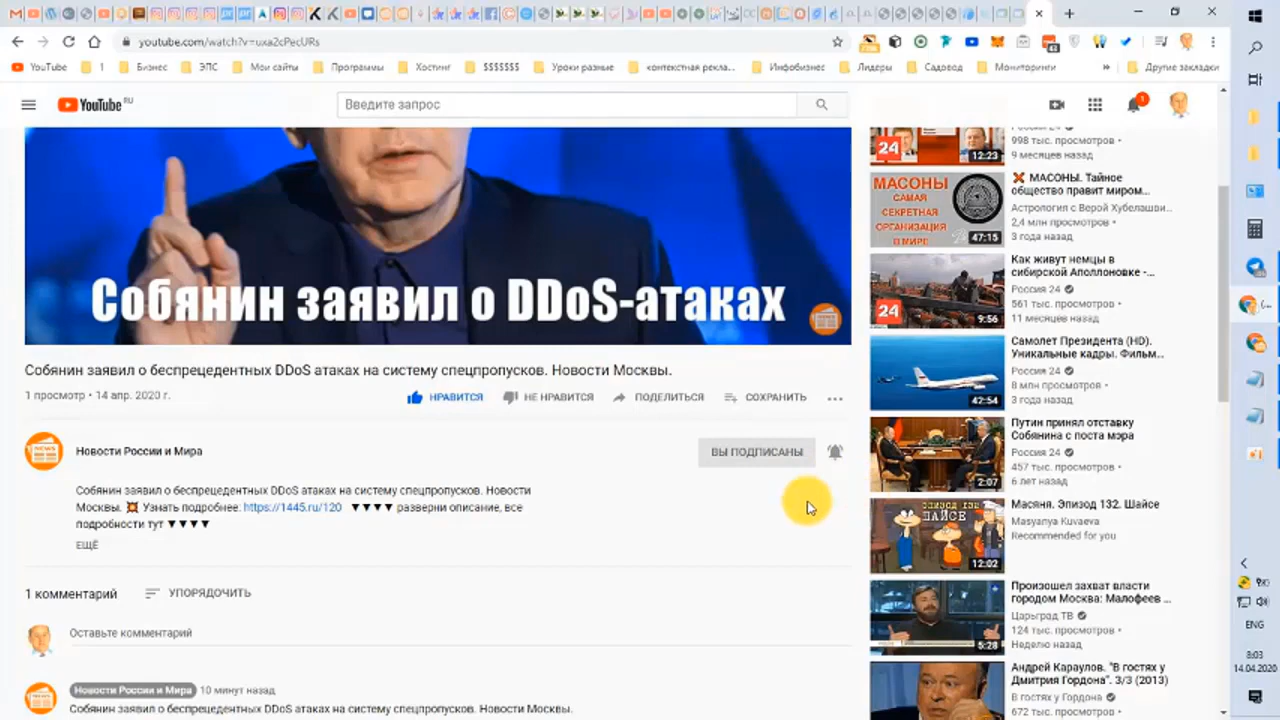 youtube.com/watch?v=uxa2cPecURs
YouTube
1
Бизнес
ЭПС
Мои сайты
Программы
Хостинг
$$$$$$$
Уроки разные
контекстная рекла...
Инфобизнес
Лидеры
Садовод
Мониторинги
»
Другие закладки
YouTube RU
Введите запрос
1
Собянин заявил о DDoS-атаках
Собянин заявил о беспрецедентных DDoS атаках на систему спецпропусков. Новости Москвы.
1 просмотр • 14 апр. 2020 г.
НРАВИТСЯ
НЕ НРАВИТСЯ
ПОДЕЛИТЬСЯ
СОХРАНИТЬ
Новости России и Мира
ВЫ ПОДПИСАНЫ
Собянин заявил о беспрецедентных DDoS атаках на систему спецпропусков. Новости
Москвы. 💥 Узнать подробнее: https://1445.ru/120 ▼▼▼▼ разверни описание, все
подробности тут ▼▼▼▼
ЕЩЁ
1 комментарий
УПОРЯДОЧИТЬ
Оставьте комментарий
Новости России и Мира 10 минут назад
Собянин заявил о беспрецедентных DDoS атаках на систему спецпропусков. Новости Москвы.
24
12:23
Россия 24
998 тыс. просмотров •
9 месяцев назад
МАСОНЫ
САМАЯ
СЕКРЕТНАЯ
ОРГАНИЗАЦИЯ
В МИРЕ
47:15
❌ МАСОНЫ. Тайное
общество правит миром...
Астрология с Верой Хубелашви...
2,4 млн просмотров •
3 года назад
24
9:56
Как живут немцы в
сибирской Аполлоновке -...
Россия 24
561 тыс. просмотров •
11 месяцев назад
42:54
Самолет Президента (HD).
Уникальные кадры. Фильм...
Россия 24
8 млн просмотров •
3 года назад
2:07
Путин принял отставку
Собянина с поста мэра
Россия 24
457 тыс. просмотров •
6 лет назад
ЭПИЗОД 132
ШАЙСЕ
12:02
Масяня. Эпизод 132. Шайсе
Masyanya Kuvaeva
Recommended for you
5:28
Произошел захват власти
городом Москва: Малофеев ...
Царьград ТВ
124 тыс. просмотров •
Неделю назад
Андрей Караулов. "В гостях у
Дмитрия Гордона". 3/3 (2013)
В гостях у Гордона
672 тыс. просмотров •
ENG
8:03
14.04.2020